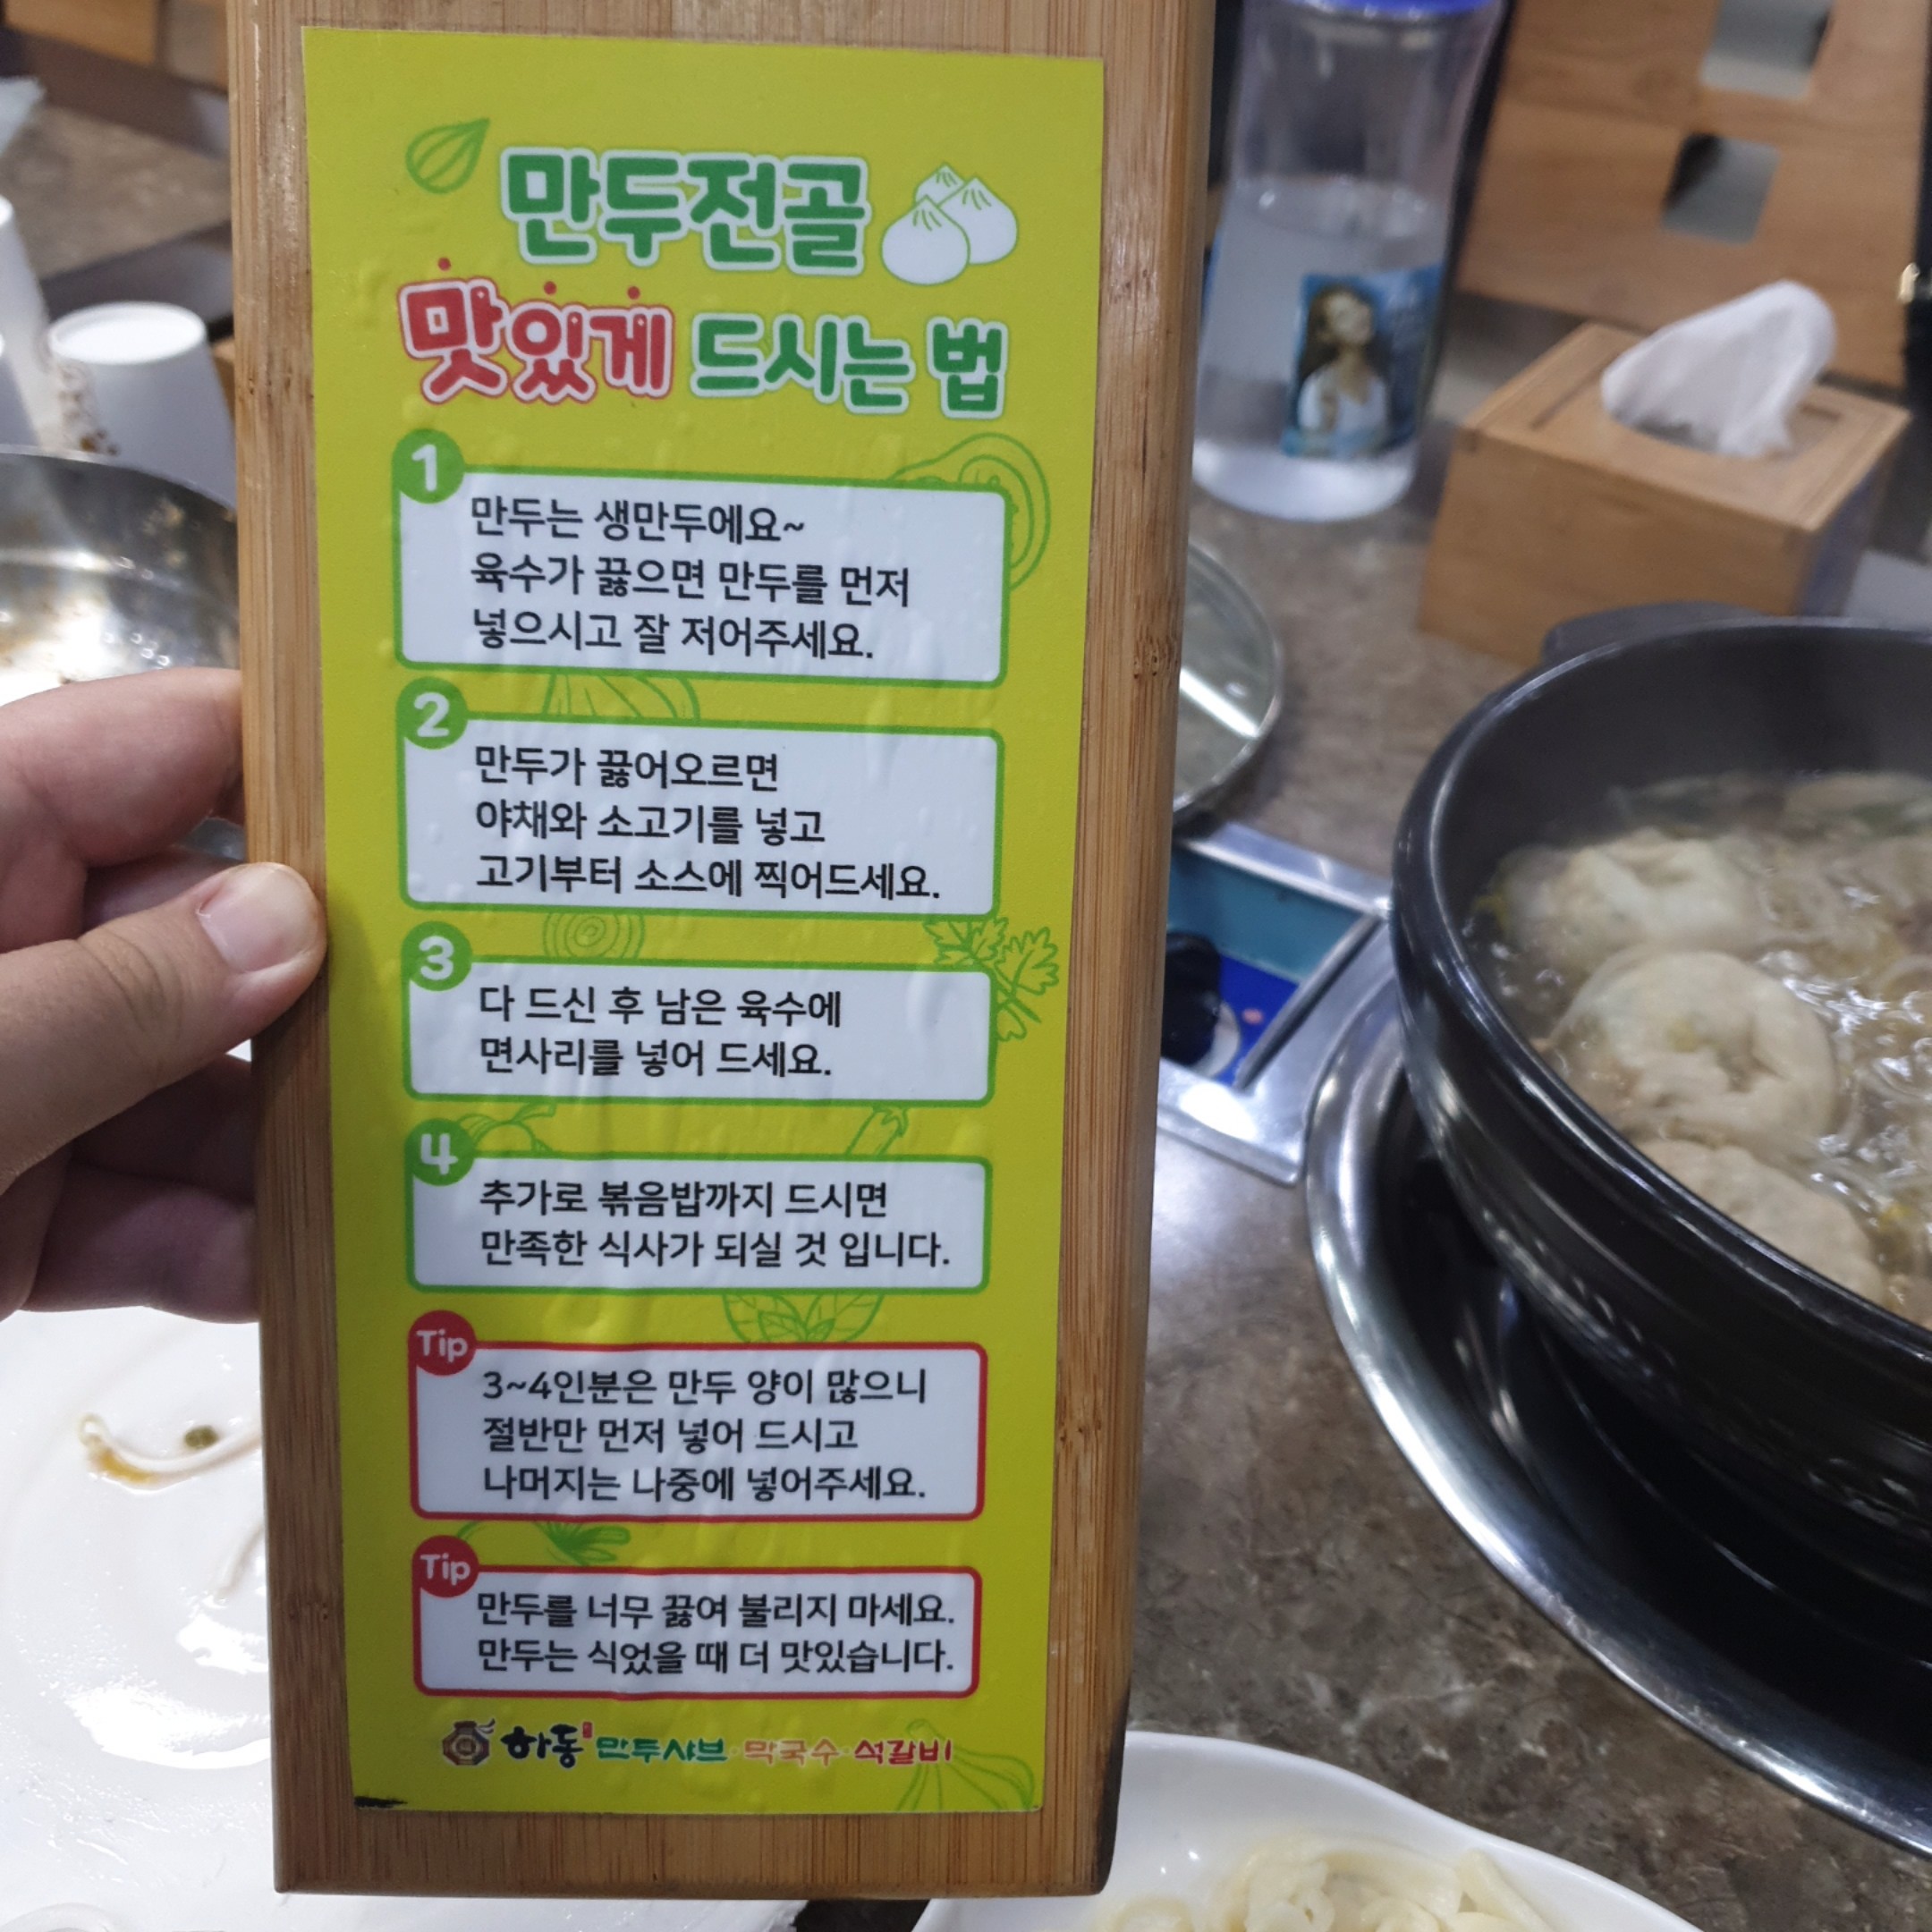 만두전골
맛있게 드시는 법
1
만두는 생만두에요~
육수가 끓으면 만두를 먼저
넣으시고 잘 저어주세요.
2
만두가 끓어오르면
야채와 소고기를 넣고
고기부터 소스에 찍어드세요.
3
다 드신 후 남은 육수에
면사리를 넣어 드세요.
4
추가로 볶음밥까지 드시면
만족한 식사가 되실 것 입니다.
Tip
3~4인분은 만두 양이 많으니
절반만 먼저 넣어 드시고
나머지는 나중에 넣어주세요.
Tip
만두를 너무 끓여 불리지 마세요.
만두는 식었을 때 더 맛있습니다.
하동 만두샤브·막국수·석갈비